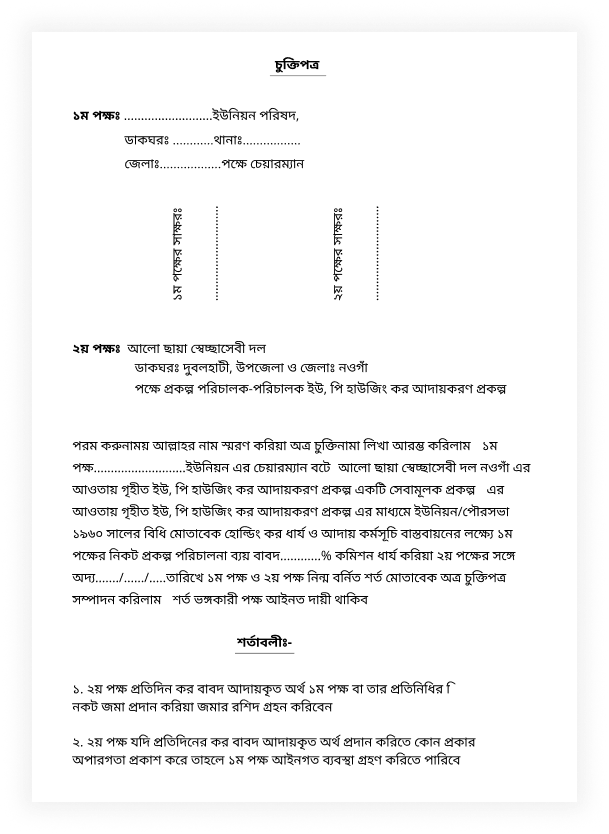 চুক্তিপত্র
১ম পক্ষঃ ..........................ইউনিয়ন পরিষদ,
ডাকঘরঃ ............থানাঃ.................
জেলাঃ..................পক্ষে চেয়ারম্যান
১ম পক্ষের সাক্ষরঃ ............................
২য় পক্ষের সাক্ষরঃ ............................
২য় পক্ষঃ আলো ছায়া স্বেচ্ছাসেবী দল
ডাকঘরঃ দুবলহাটী, উপজেলা ও জেলাঃ নওগাঁ
পক্ষে প্রকল্প পরিচালক-পরিচালক ইউ, পি হাউজিং কর আদায়করণ প্রকল্প
পরম করুনাময় আল্লাহর নাম স্মরণ করিয়া অত্র চুক্তিনামা লিখা আরম্ভ করিলাম ১ম
পক্ষ...........................ইউনিয়ন এর চেয়ারম্যান বটে আলো ছায়া স্বেচ্ছাসেবী দল নওগাঁ এর
আওতায় গৃহীত ইউ, পি হাউজিং কর আদায়করণ প্রকল্প একটি সেবামূলক প্রকল্প এর
আওতায় গৃহীত ইউ, পি হাউজিং কর আদায়করণ প্রকল্প এর মাধ্যমে ইউনিয়ন/পৌরসভা
১৯৬০ সালের বিধি মোতাবেক হোল্ডিং কর ধার্য ও আদায় কর্মসূচি বাস্তবায়নের লক্ষ্যে ১ম
পক্ষের নিকট প্রকল্প পরিচালনা ব্যয় বাবদ............% কমিশন ধার্য করিয়া ২য় পক্ষের সঙ্গে
অদ্য......./....../.....তারিখে ১ম পক্ষ ও ২য় পক্ষ নিন্ম বর্নিত শর্ত মোতাবেক অত্র চুক্তিপত্র
সম্পাদন করিলাম শর্ত ভঙ্গকারী পক্ষ আইনত দায়ী থাকিব
শর্তাবলীঃ-
১. ২য় পক্ষ প্রতিদিন কর বাবদ আদায়কৃত অর্থ ১ম পক্ষ বা তার প্রতিনিধির ি
নকট জমা প্রদান করিয়া জমার রশিদ গ্রহন করিবেন
২. ২য় পক্ষ যদি প্রতিদিনের কর বাবদ আদায়কৃত অর্থ প্রদান করিতে কোন প্রকার
অপারগতা প্রকাশ করে তাহলে ১ম পক্ষ আইনগত ব্যবস্থা গ্রহণ করিতে পারিবে